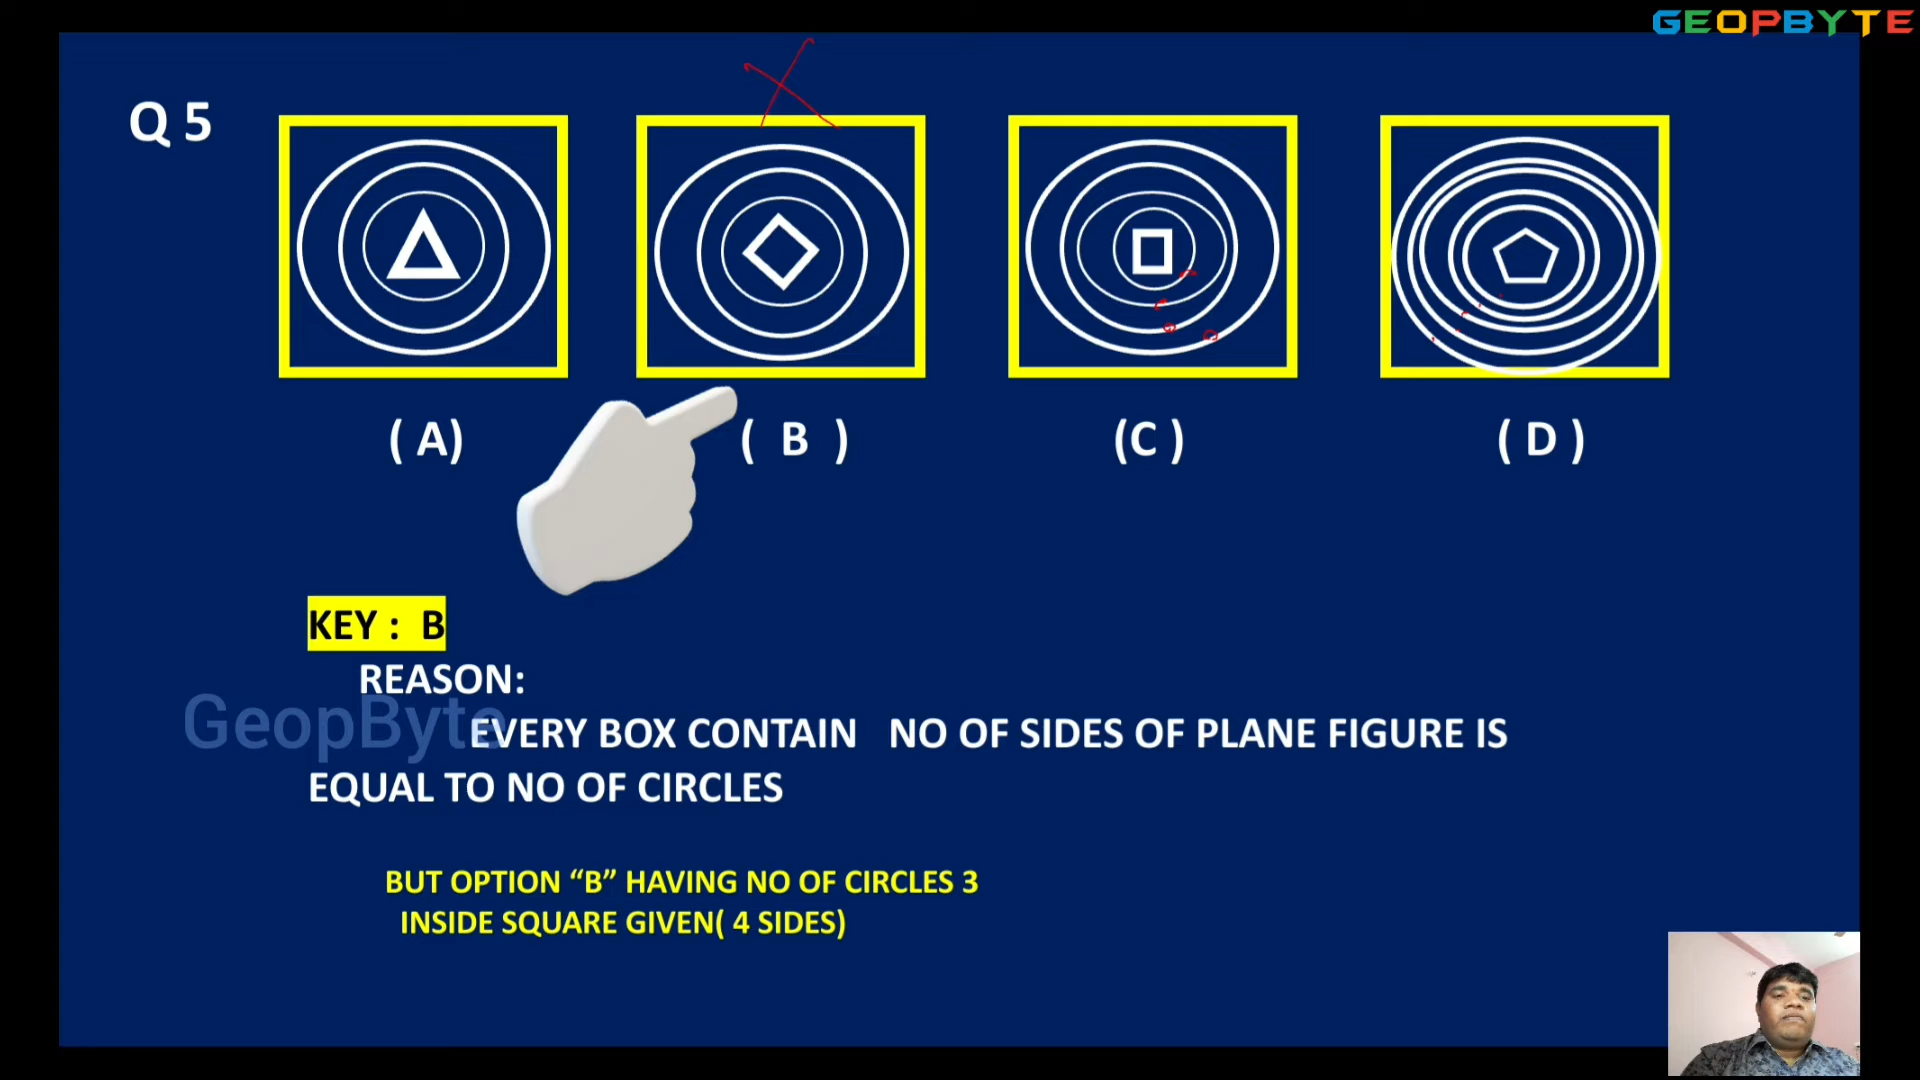 GEOPBYTE
Q 5
( A) ( B ) (C ) ( D )
KEY : B
REASON:
GeopByte
EVERY BOX CONTAIN NO OF SIDES OF PLANE FIGURE IS
EQUAL TO NO OF CIRCLES
BUT OPTION “B” HAVING NO OF CIRCLES 3
INSIDE SQUARE GIVEN( 4 SIDES)